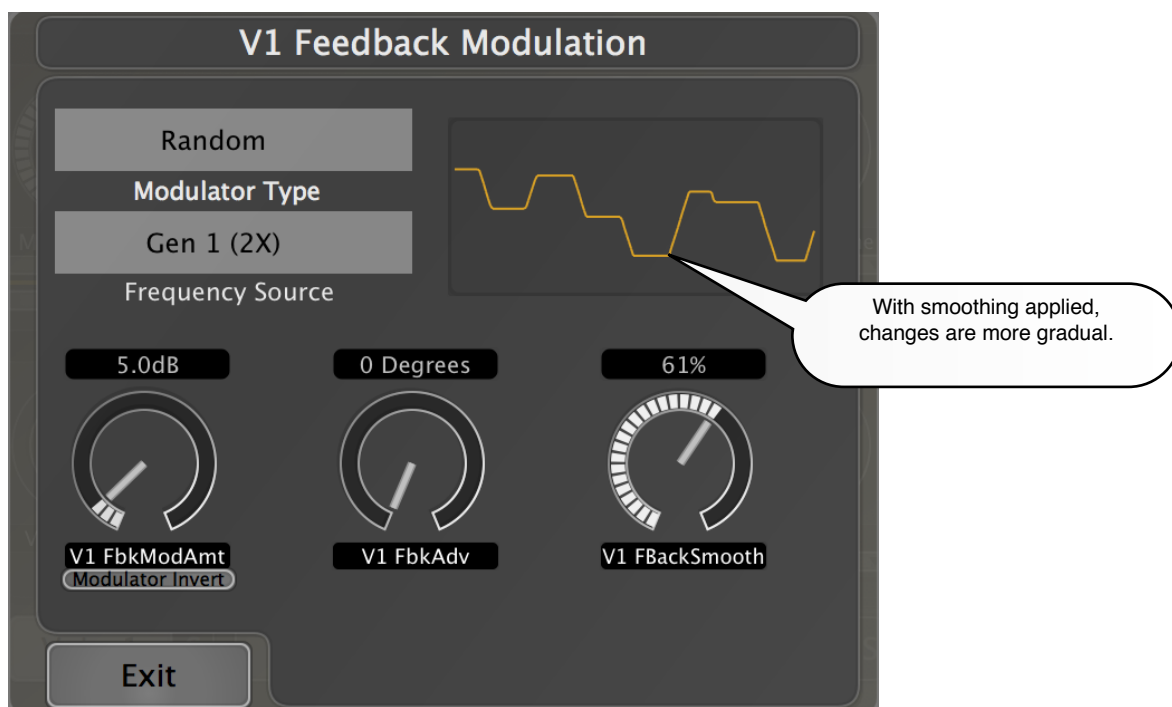 V1 Feedback Modulation
Random
Modulator Type
Gen 1 (2X)
Frequency Source
With smoothing applied,
changes are more gradual.
5.0dB
0 Degrees
61%
V1 FbkModAmt
V1 FbkAdv
V1 FBackSmooth
Modulator Invert
Exit